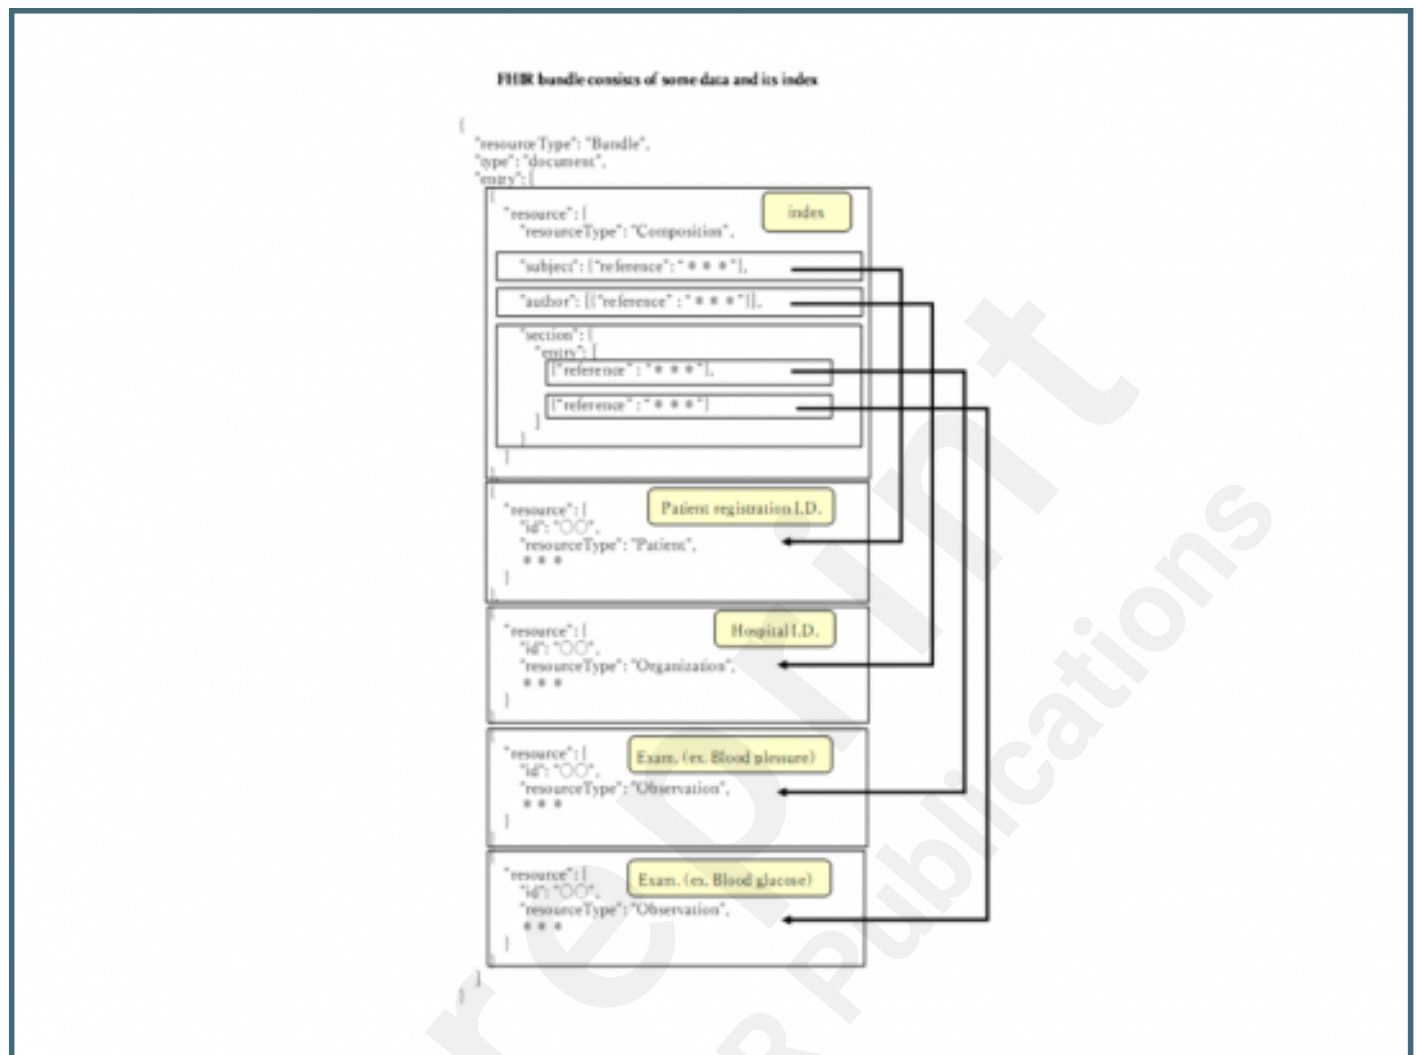 FHIR bundle consists of some data and its index
{
"resourceType": "Bundle",
"type": "document",
"entry": [
{
index
"resource": {
"resourceType": "Composition",
"subject": {"reference": "＊＊＊"},
"author": [{"reference" : "＊＊＊"}],
"section": {
"entry": [
{"reference" : "＊＊＊"},
{"reference" : "＊＊＊"}
]
}
}
}
{
Patient registration I.D.
"resource": {
"id": "○○",
"resourceType": "Patient",
＊＊＊
}
}
{
Hospital I.D.
"resource": {
"id": "○○",
"resourceType": "Organization",
＊＊＊
}
}
{
Exam. (ex. Blood plessure)
"resource": {
"id": "○○",
"resourceType": "Observation",
＊＊＊
}
}
{
Exam. (ex. Blood glucose)
"resource": {
"id": "○○",
"resourceType": "Observation",
＊＊＊
}
}
]
}
reprint
R Publications